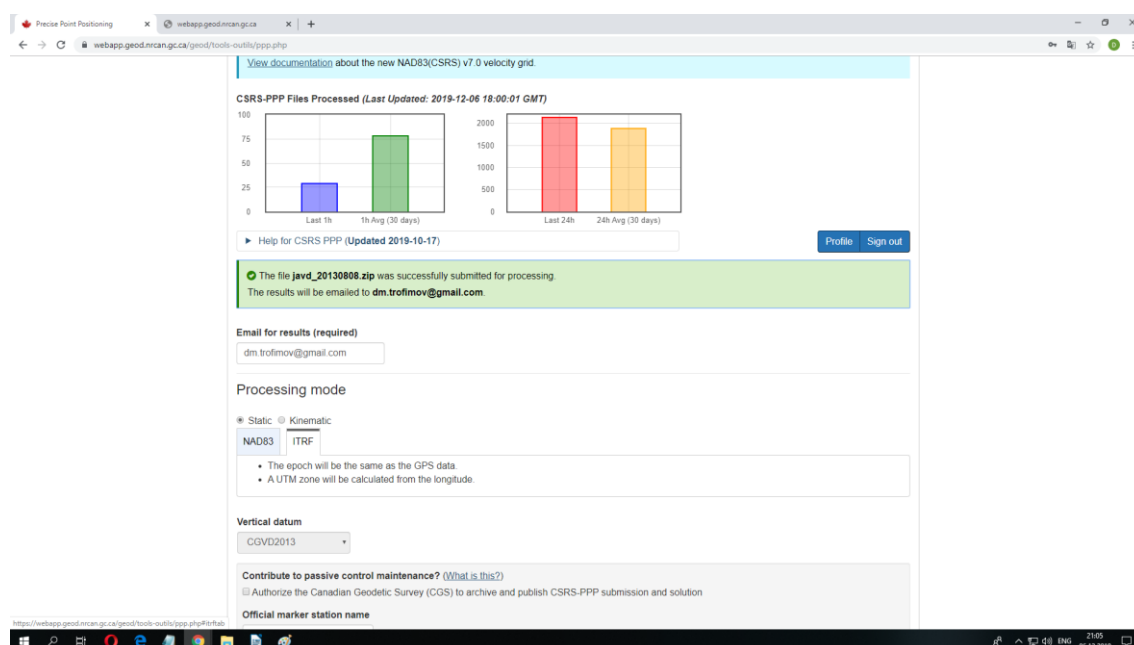 Precise Point Positioning
webapp.geod.nrcan.gc.ca
webapp.geod.nrcan.gc.ca/geod/tools-outils/ppp.php
View documentation about the new NAD83(CSRS) v7.0 velocity grid.
CSRS-PPP Files Processed (Last Updated: 2019-12-06 18:00:01 GMT)
100
75
50
25
0
Last 1h 1h Avg (30 days)
2000
1500
1000
500
0
Last 24h 24h Avg (30 days)
Help for CSRS PPP (Updated 2019-10-17)
Profile Sign out
The file javd_20130808.zip was successfully submitted for processing.
The results will be emailed to dm.trofimov@gmail.com.
Email for results (required)
dm.trofimov@gmail.com
Processing mode
Static Kinematic
NAD83 ITRF
The epoch will be the same as the GPS data.
A UTM zone will be calculated from the longitude.
Vertical datum
CGVD2013
Contribute to passive control maintenance? (What is this?)
Authorize the Canadian Geodetic Survey (CGS) to archive and publish CSRS-PPP submission and solution
Official marker station name
https://webapp.geod.nrcan.gc.ca/geod/tools-outils/ppp.php#itrftab
ENG
21:05